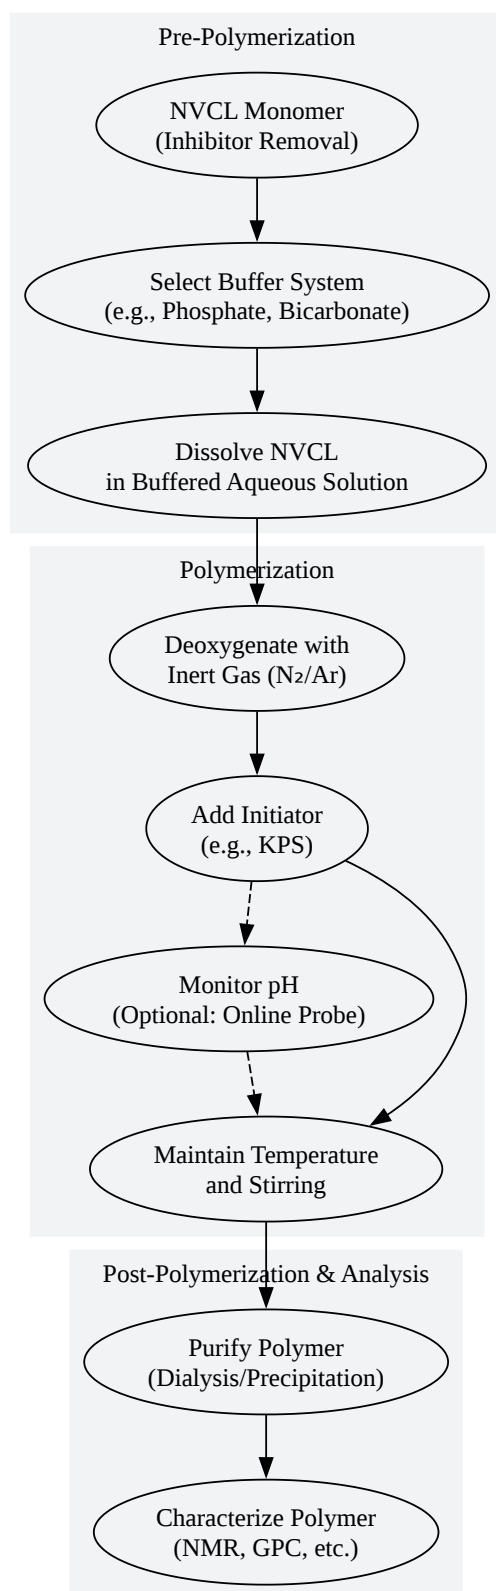 Pre-Polymerization
NVCL Monomer
(Inhibitor Removal)
Select Buffer System
(e.g., Phosphate, Bicarbonate)
Dissolve NVCL
in Buffered Aqueous Solution
Polymerization
Deoxygenate with
Inert Gas (N₂/Ar)
Add Initiator
(e.g., KPS)
Monitor pH
(Optional: Online Probe)
Maintain Temperature
and Stirring
Post-Polymerization & Analysis
Purify Polymer
(Dialysis/Precipitation)
Characterize Polymer
(NMR, GPC, etc.)